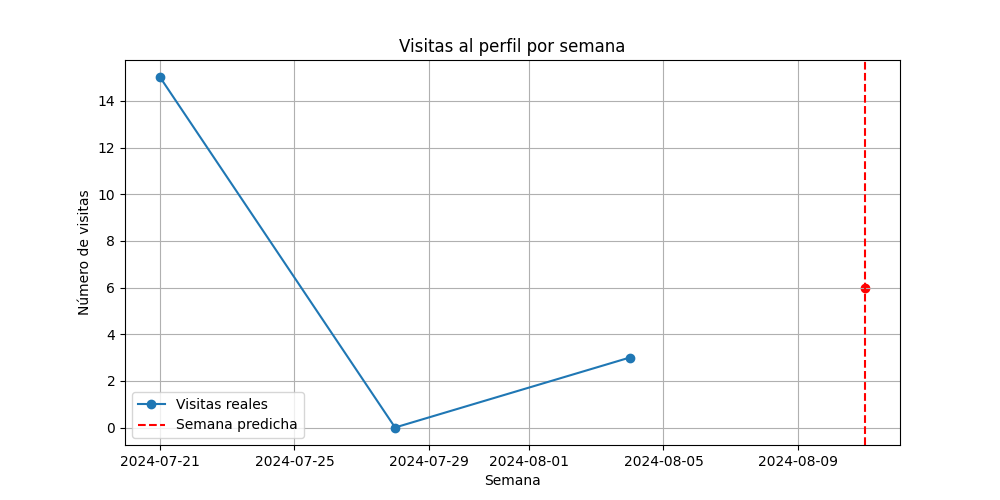 Visitas al perfil por semana
Número de visitas
14
12
10
8
6
4
2
0
Visitas reales
Semana predicha
2024-07-21
2024-07-25
2024-07-29
2024-08-01
2024-08-05
2024-08-09
Semana